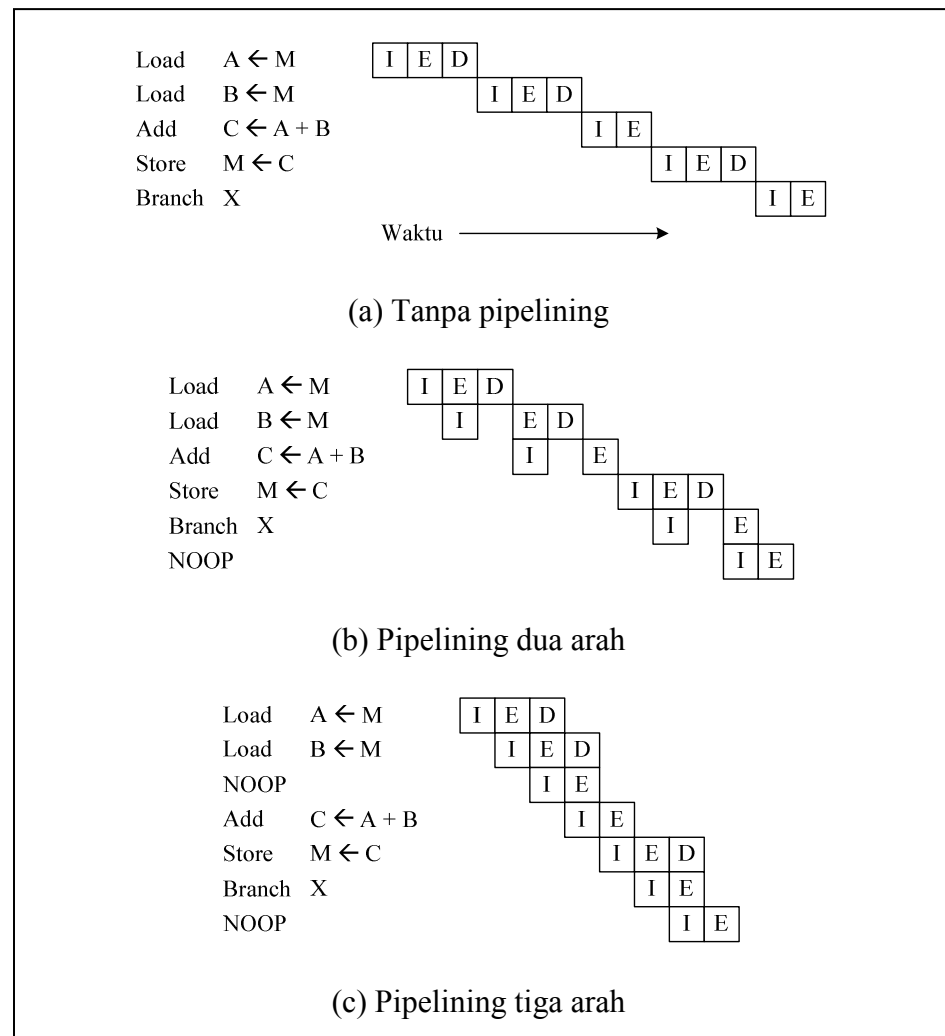 Load A ← M I E D
Load B ← M I E D
Add C ← A + B I E
Store M ← C I E D
Branch X I E
Waktu
(a) Tanpa pipelining
Load A ← M I E D
Load B ← M I E D
Add C ← A + B I E
Store M ← C I E D
Branch X I E
NOOP I E
(b) Pipelining dua arah
Load A ← M I E D
Load B ← M I E D
NOOP I E
Add C ← A + B I E
Store M ← C I E D
Branch X I E
NOOP I E
(c) Pipelining tiga arah